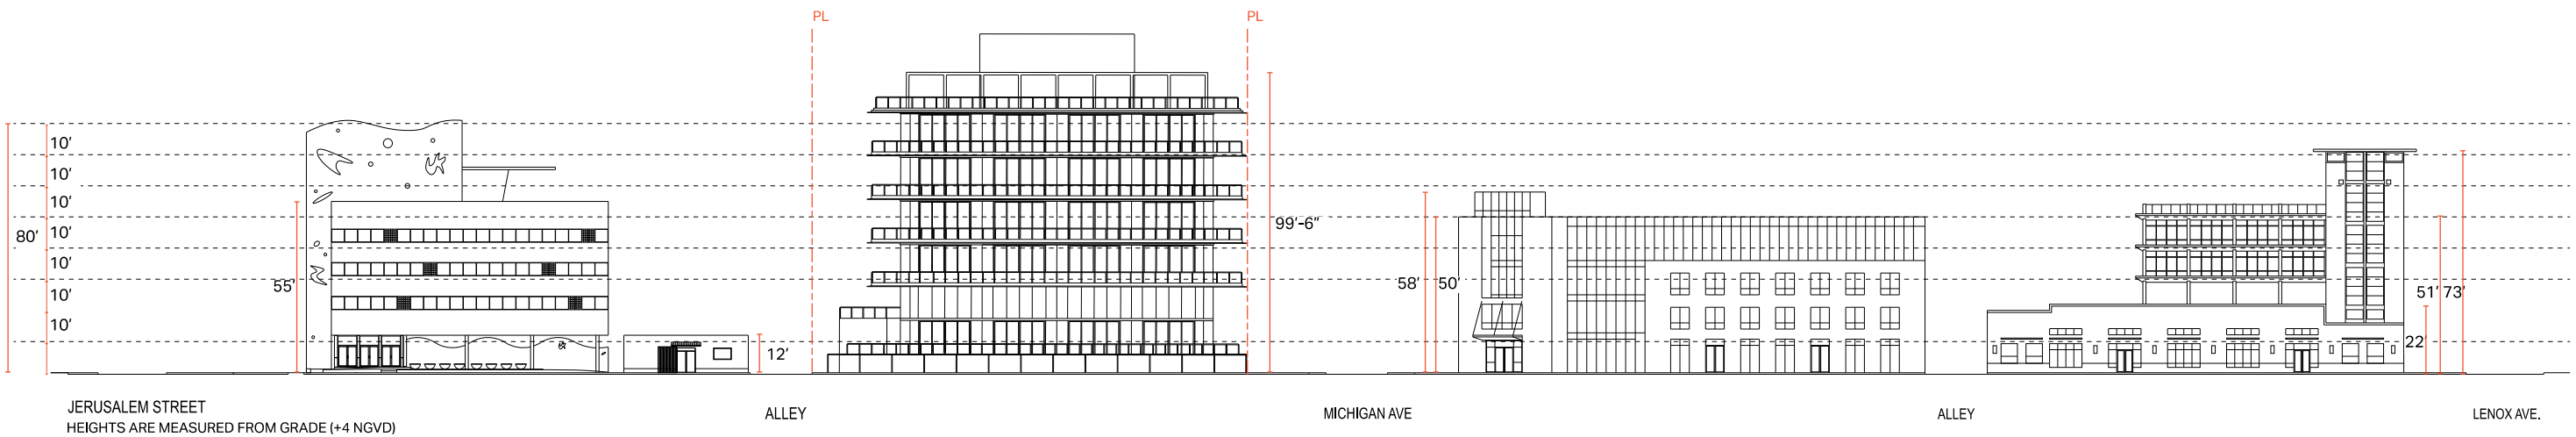 PL
PL
10'
10'
10'
10'
10'
10'
10'
80'
55'
12'
99'-6"
58'
50'
51'
73'
22'
JERUSALEM STREET
HEIGHTS ARE MEASURED FROM GRADE (+4 NGVD)
ALLEY
MICHIGAN AVE
ALLEY
LENOX AVE.